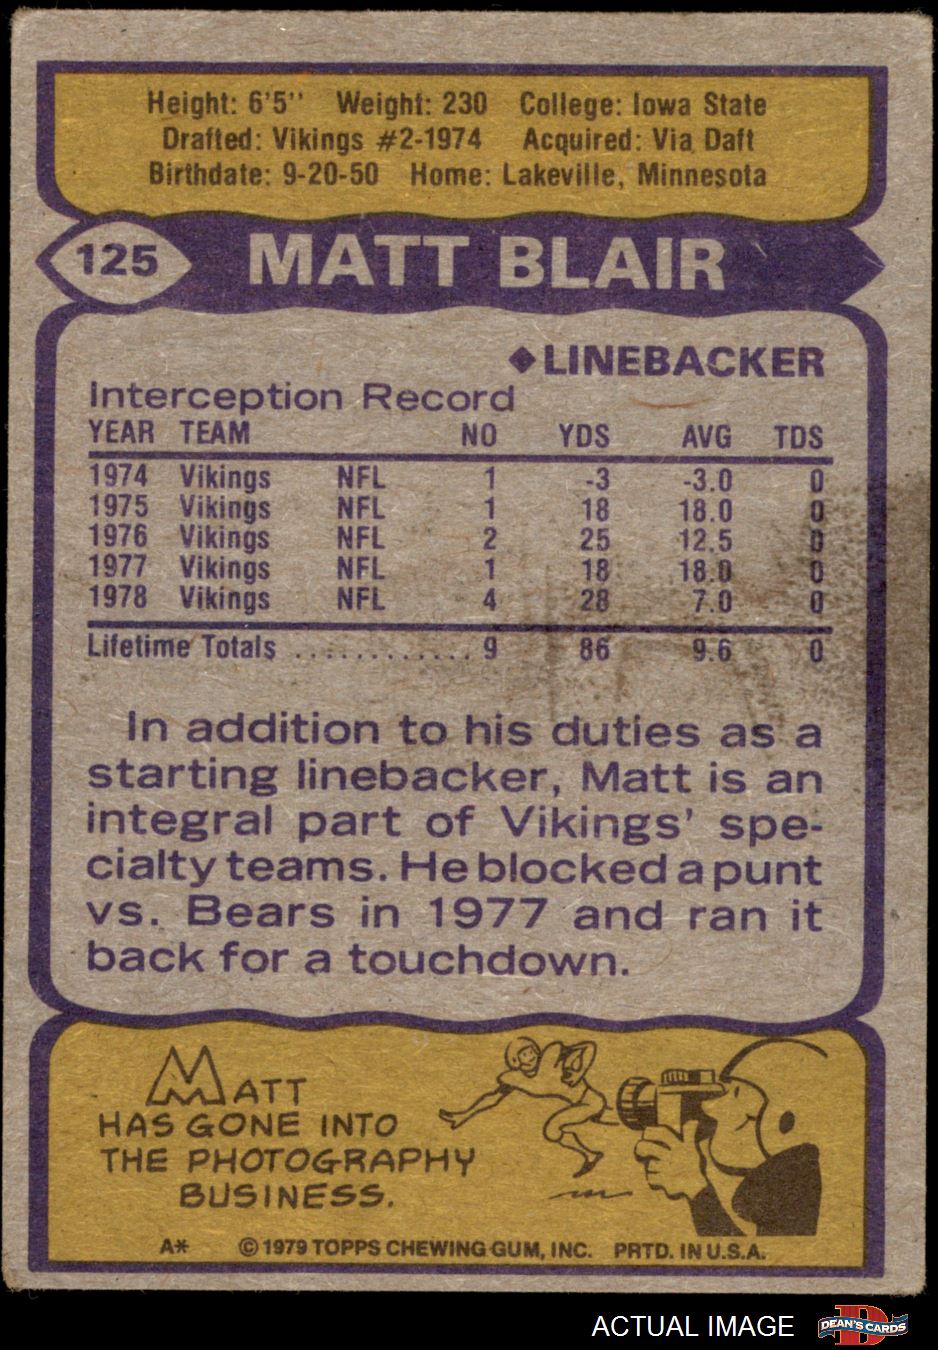 Height: 6'5'' Weight: 230 College: Iowa State
Drafted: Vikings #2-1974 Acquired: Via Daft
Birthdate: 9-20-50 Home: Lakeville, Minnesota
125 MATT BLAIR
◆LINEBACKER
Interception Record
YEAR TEAM NO YDS AVG TDS
1974 Vikings NFL 1 -3 -3.0 0
1975 Vikings NFL 1 18 18.0 0
1976 Vikings NFL 2 25 12.5 0
1977 Vikings NFL 1 18 18.0 0
1978 Vikings NFL 4 28 7.0 0
Lifetime Totals ............ 9 86 9.6 0
In addition to his duties as a
starting linebacker, Matt is an
integral part of Vikings' spe-
cialty teams. He blocked a punt
vs. Bears in 1977 and ran it
back for a touchdown.
MATT
HAS GONE INTO
THE PHOTOGRAPHY
BUSINESS.
A* © 1979 TOPPS CHEWING GUM, INC. PRTD. IN U.S.A.
ACTUAL IMAGE DEAN'S CARDS